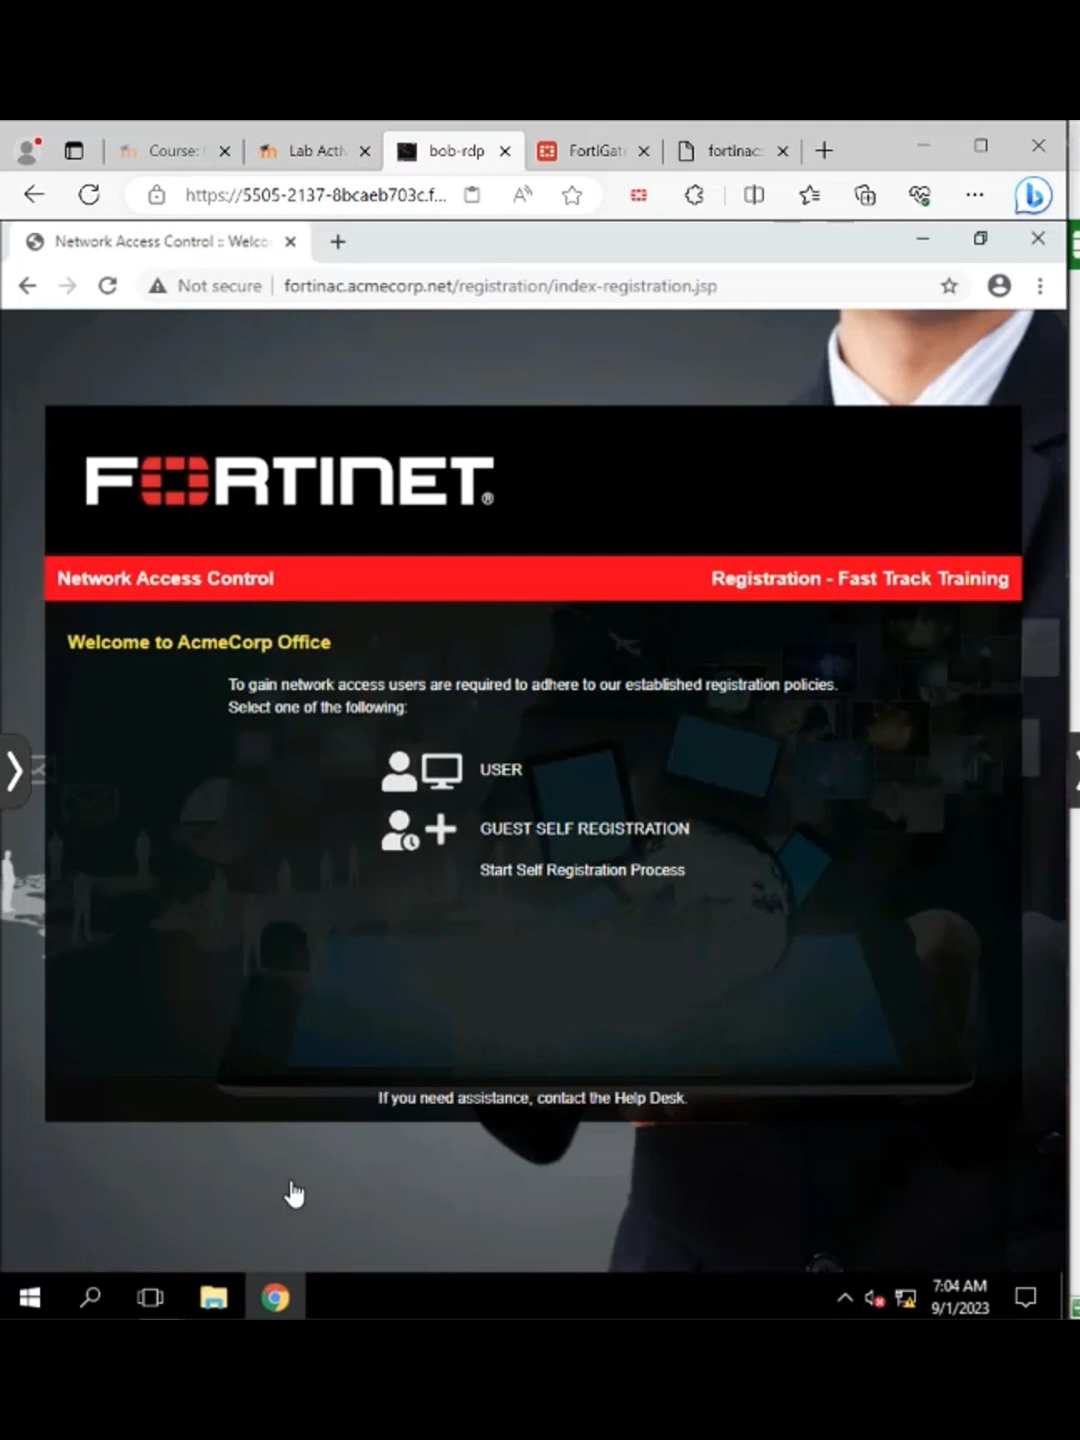 Course:
Lab Activ
bob-rdp
FortiGat
fortinac
https://5505-2137-8bcaeb703c.f...
Network Access Control :: Welco
Not secure
fortinac.acmecorp.net/registration/index-registration.jsp
FORTINET®
Network Access Control
Registration - Fast Track Training
Welcome to AcmeCorp Office
To gain network access users are required to adhere to our established registration policies.
Select one of the following:
USER
GUEST SELF REGISTRATION
Start Self Registration Process
If you need assistance, contact the Help Desk.
7:04 AM
9/1/2023